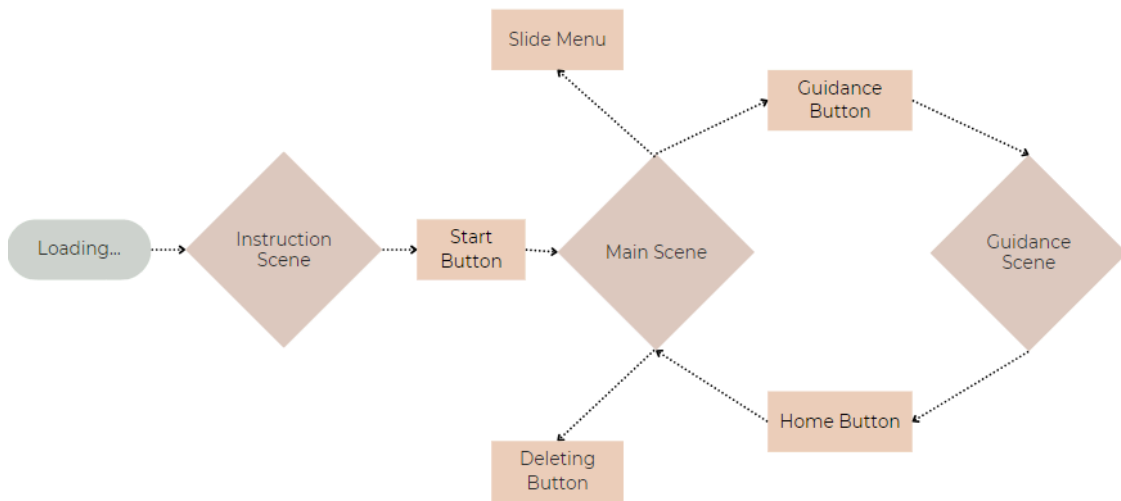 Slide Menu
Guidance
Button
Loading...
Instruction
Scene
Start
Button
Main Scene
Guidance
Scene
Home Button
Deleting
Button